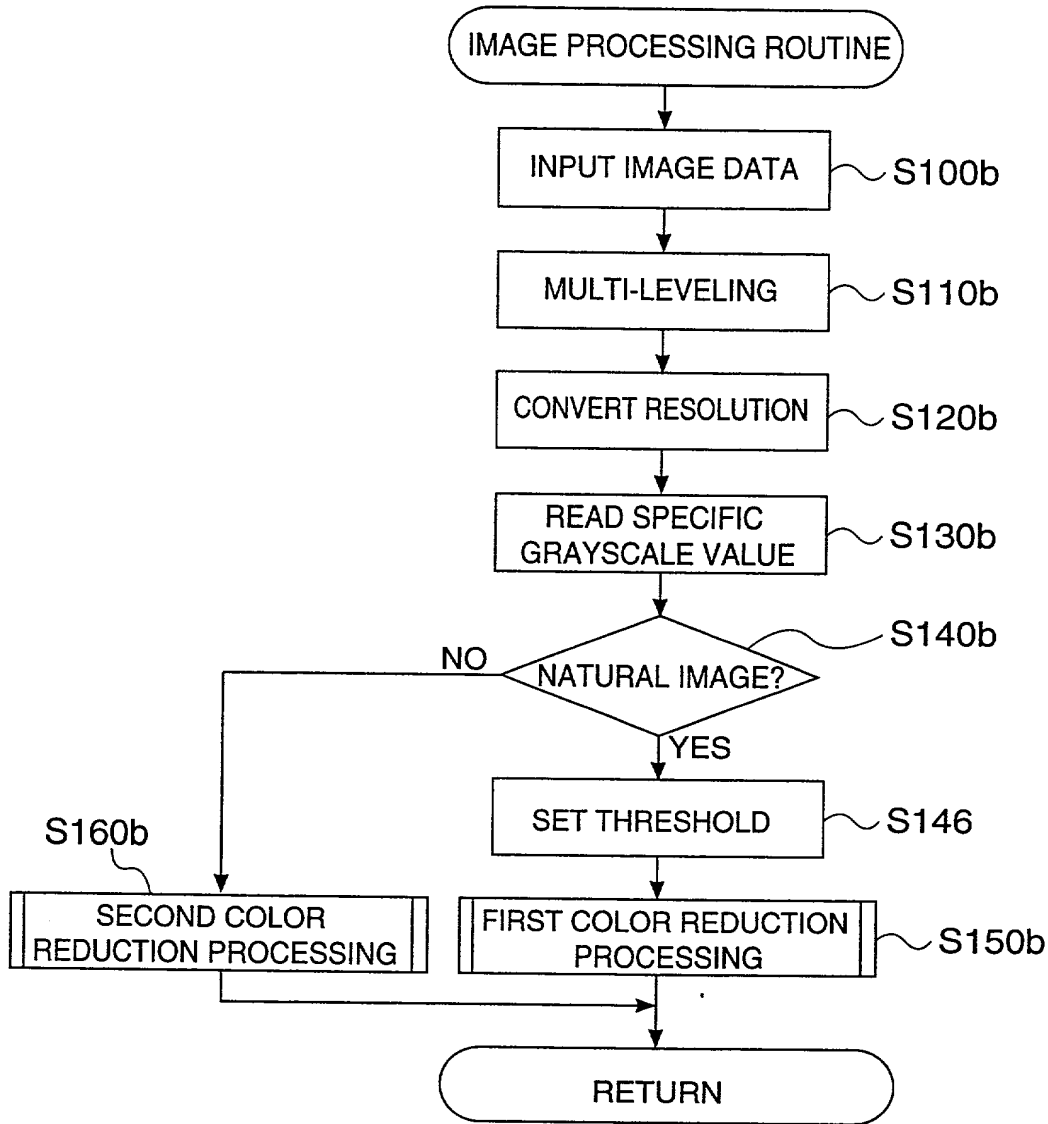 IMAGE PROCESSING ROUTINE
INPUT IMAGE DATA
S100b
MULTI-LEVELING
S110b
CONVERT RESOLUTION
S120b
READ SPECIFIC
GRAYSCALE VALUE
S130b
S140b
NO
NATURAL IMAGE?
YES
SET THRESHOLD
S146
S160b
SECOND COLOR
REDUCTION PROCESSING
FIRST COLOR REDUCTION
PROCESSING
S150b
RETURN